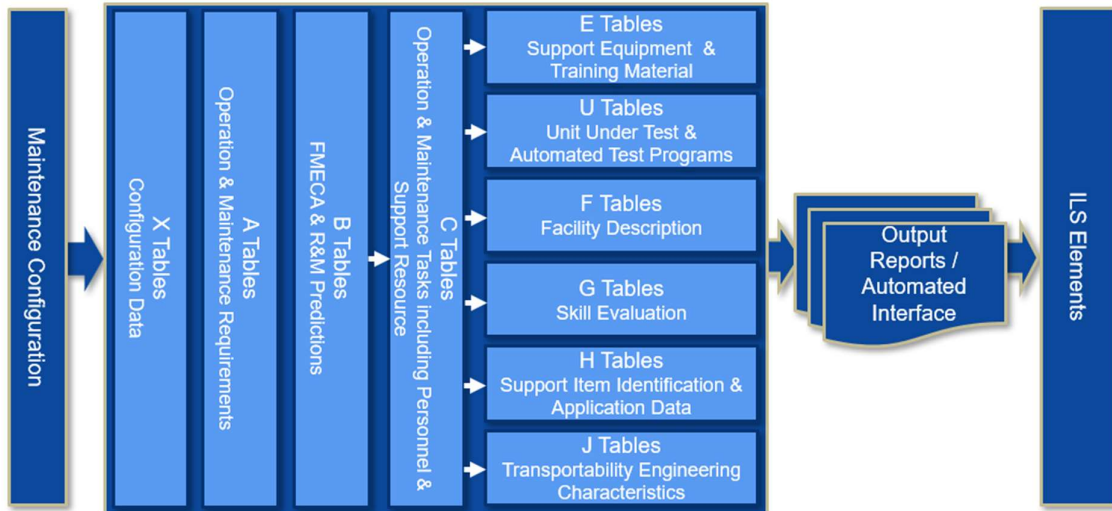 Maintenance Configuration
X Tables
Configuration Data
A Tables
Operation & Maintenance Requirements
B Tables
FMECA & R&M Predictions
C Tables
Operation & Maintenance Tasks including Personnel &
Support Resource
E Tables
Support Equipment &
Training Material
U Tables
Unit Under Test &
Automated Test Programs
F Tables
Facility Description
G Tables
Skill Evaluation
H Tables
Support Item Identification &
Application Data
J Tables
Transportability Engineering
Characteristics
Output
Reports /
Automated
Interface
ILS Elements